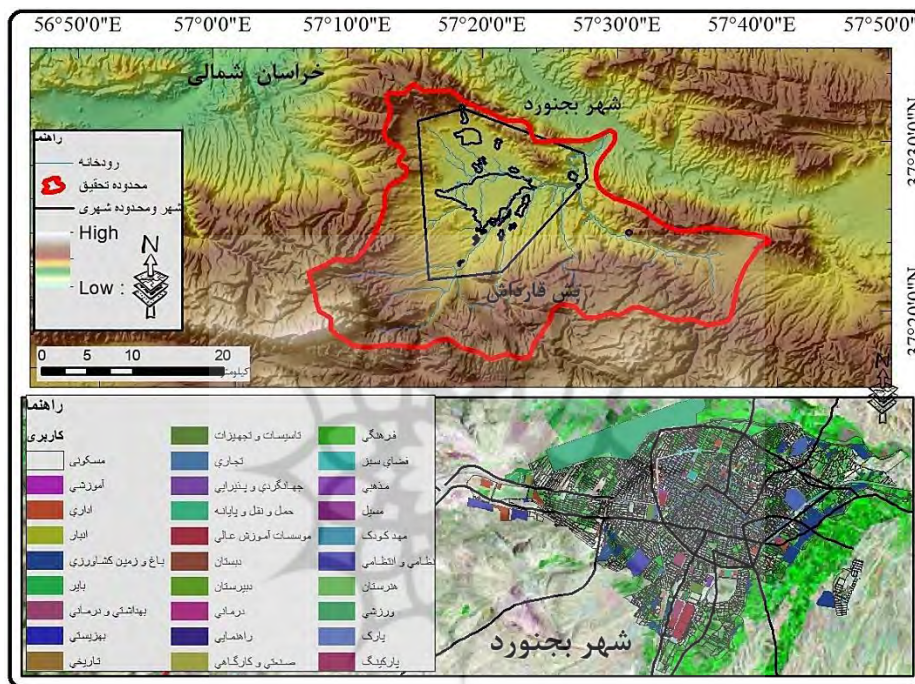 56°50'0"E 57°0'0"E 57°10'0"E 57°20'0"E 57°30'0"E 57°40'0"E 57°50'0"E
خراسان شمالی
شهر بجنورد
راهنما
رودخانه
محدوده تحقیق
شهر ومحدوده شهری
High
Low :
N
پس قارداش
0 5 10 20
کیلومتر
37°30'0"N
37°20'0"N
N
راهنما
کاربری
مسکونی
آموزشی
اداری
انبار
باغ و زمین کشاورزی
بایر
بهداشتی و درمانی
بهزیستی
تاریخی
تاسیسات و تجهیزات
تجاری
جهانگردی و پذیرایی
حمل و نقل و پایانه
موسسات آموزش عالی
دبستان
دبیرستان
درمانی
راهنمایی
صنعتی و کارگاهی
فرهنگی
فضای سبز
مذهبی
مسیل
مهد کودک
نظامی و انتظامی
هنرستان
ورزشی
پارک
پارکینگ
شهر بجنورد